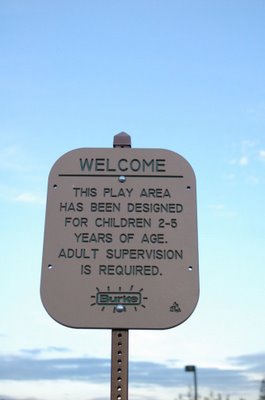 WELCOME
THIS PLAY AREA
HAS BEEN DESIGNED
FOR CHILDREN 2-5
YEARS OF AGE.
ADULT SUPERVISION
IS REQUIRED.
Burke